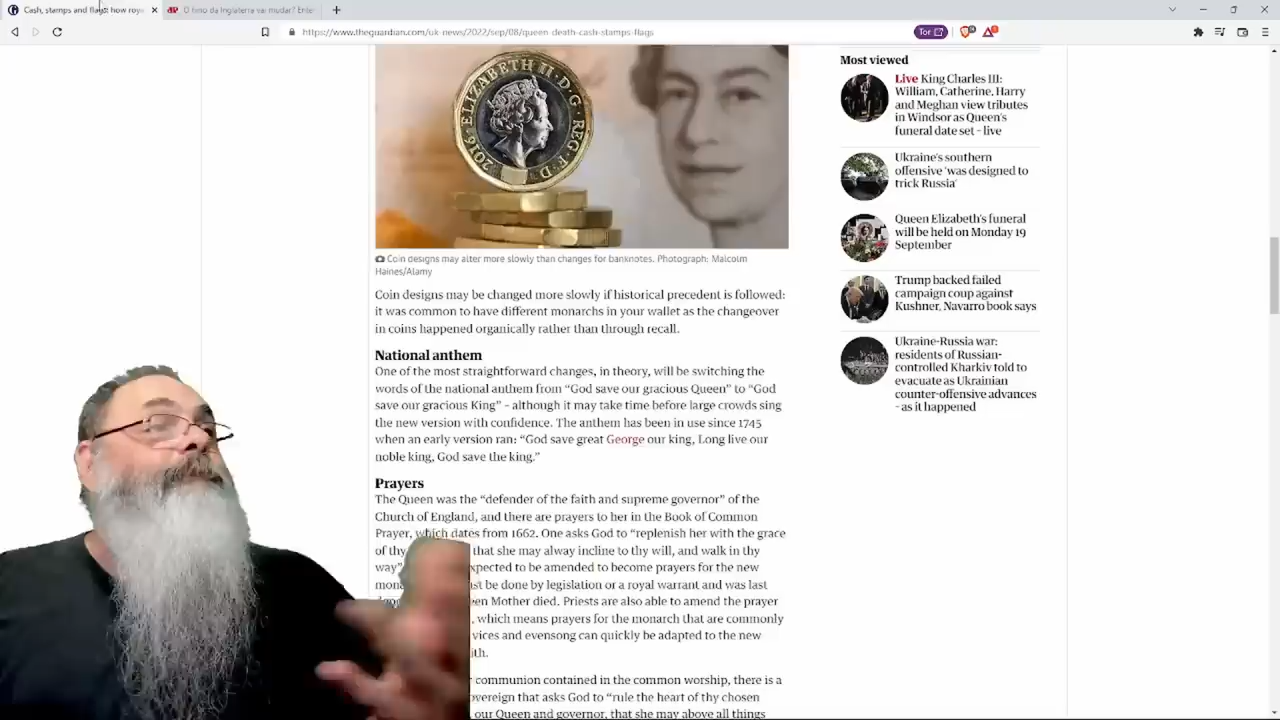 Cash, stamps and flags: how roy
O hino da Inglaterra vai mudar? Enter
https://www.theguardian.com/uk-news/2022/sep/08/queen-death-cash-stamps-flags
Tor
ELIZABETH II · D · G · REG · F · D · 2016
Coin designs may alter more slowly than changes for banknotes. Photograph: Malcolm
Haines/Alamy
Coin designs may be changed more slowly if historical precedent is followed:
it was common to have different monarchs in your wallet as the changeover
in coins happened organically rather than through recall.
National anthem
One of the most straightforward changes, in theory, will be switching the
words of the national anthem from “God save our gracious Queen” to “God
save our gracious King” – although it may take time before large crowds sing
the new version with confidence. The anthem has been in use since 1745
when an early version ran: “God save great George our king, Long live our
noble king, God save the king.”
Prayers
The Queen was the “defender of the faith and supreme governor” of the
Church of England, and there are prayers to her in the Book of Common
Prayer, which dates from 1662. One asks God to “replenish her with the grace
of thy that she may alway incline to thy will, and walk in thy
way” xpected to be amended to become prayers for the new
mona st be done by legislation or a royal warrant and was last
een Mother died. Priests are also able to amend the prayer
, which means prayers for the monarch that are commonly
vices and evensong can quickly be adapted to the new
ith.
communion contained in the common worship, there is a
overeign that asks God to “rule the heart of thy chosen
our Queen and governor, that she may above all things
Most viewed
Live King Charles III:
William, Catherine, Harry
and Meghan view tributes
in Windsor as Queen's
funeral date set – live
Ukraine's southern
offensive ‘was designed to
trick Russia’
Queen Elizabeth's funeral
will be held on Monday 19
September
Trump backed failed
campaign coup against
Kushner, Navarro book says
Ukraine-Russia war:
residents of Russian-
controlled Kharkiv told to
evacuate as Ukrainian
counter-offensive advances
– as it happened